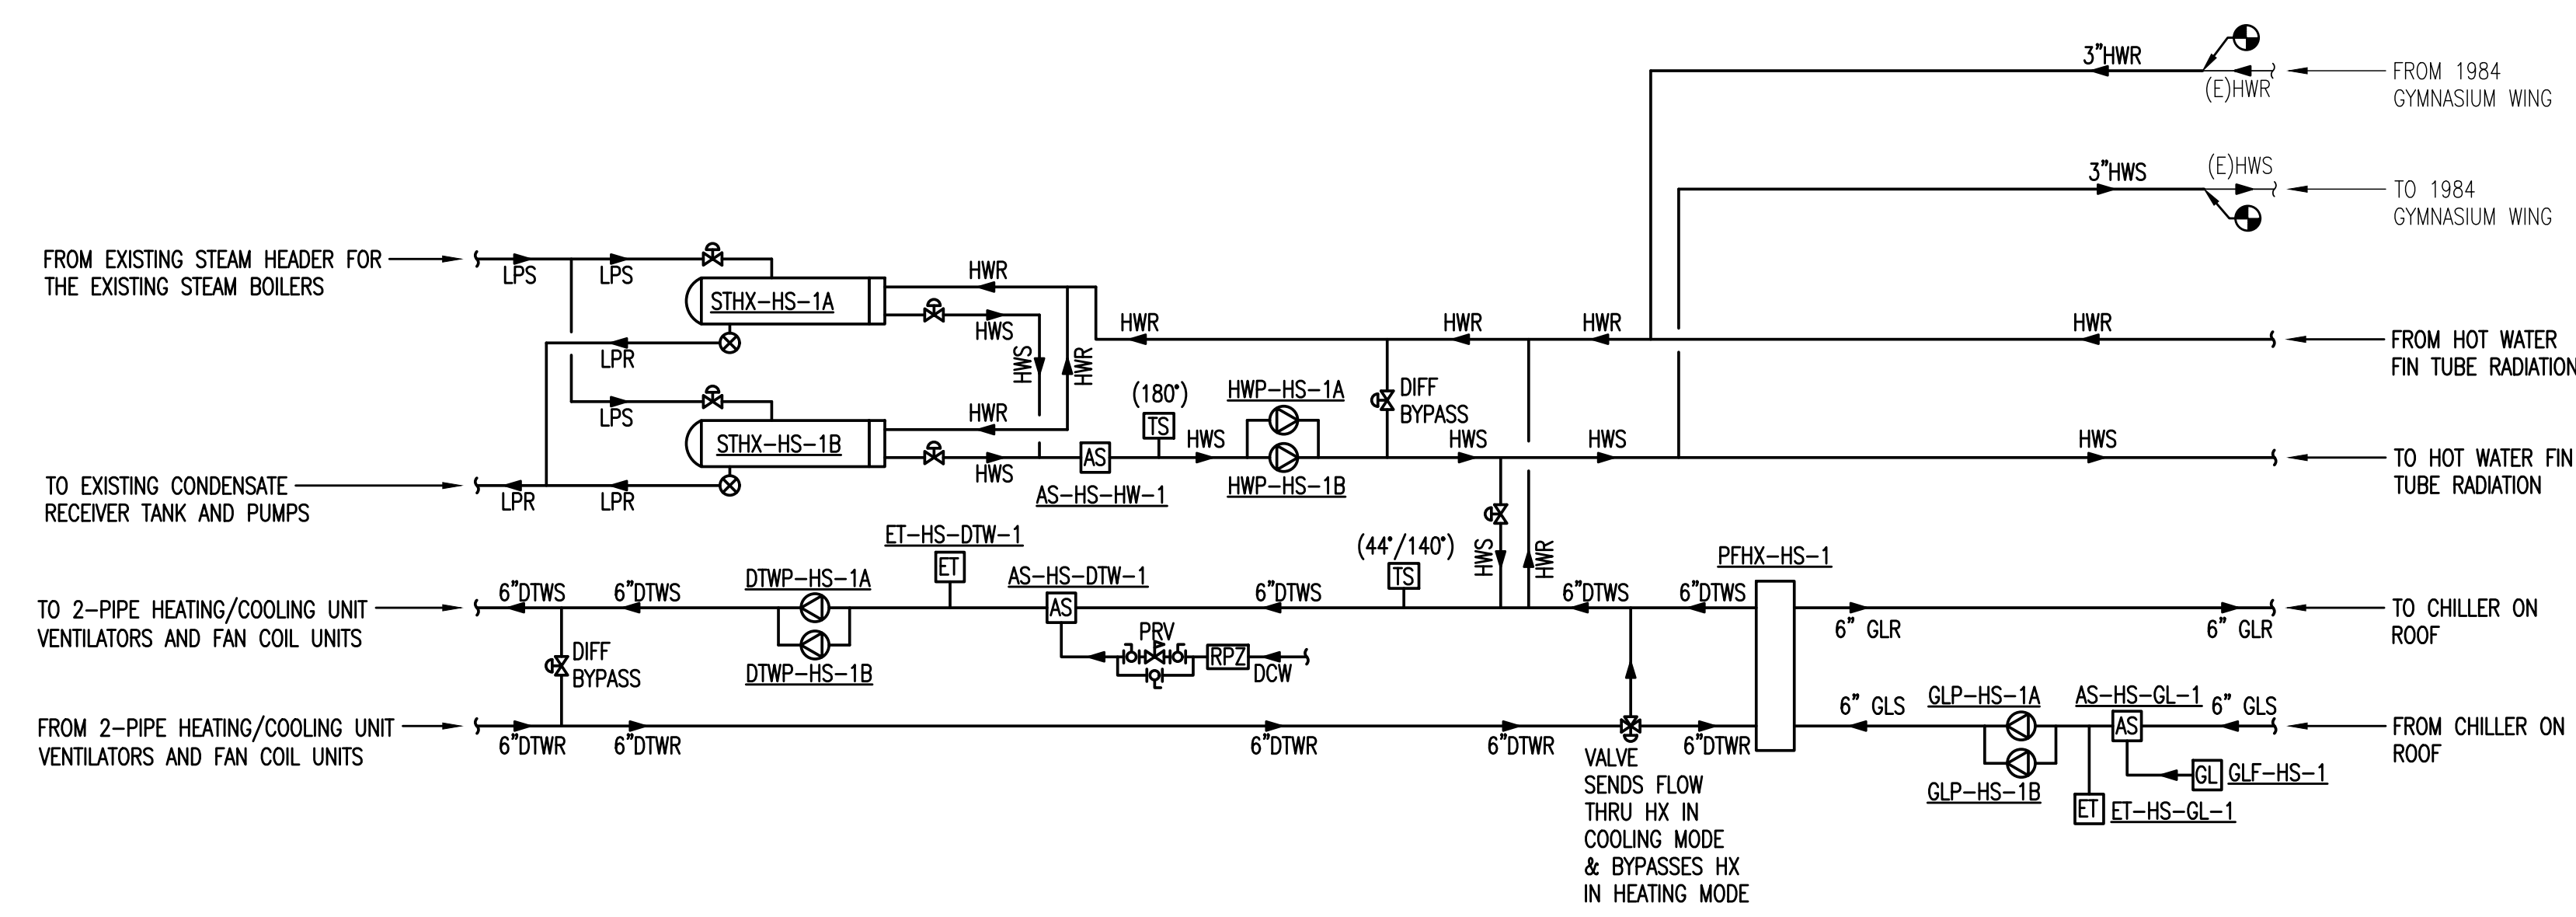 3"HWR
(E)HWR
FROM 1984
GYMNASIUM WING
3"HWS
(E)HWS
TO 1984
GYMNASIUM WING
FROM EXISTING STEAM HEADER FOR
THE EXISTING STEAM BOILERS
LPS
LPS
STHX-HS-1A
HWR
HWS
LPR
HWS
HWR
HWR
HWR
HWR
HWR
FROM HOT WATER
FIN TUBE RADIATION
LPS
STHX-HS-1B
HWR
HWS
(180°)
TS
HWS
HWP-HS-1A
HWP-HS-1B
DIFF
BYPASS
HWS
HWS
HWS
TO HOT WATER FIN
TUBE RADIATION
AS
AS-HS-HW-1
TO EXISTING CONDENSATE
RECEIVER TANK AND PUMPS
LPR
LPR
ET-HS-DTW-1
ET
AS-HS-DTW-1
AS
(44°/140°)
TS
HWS
HWR
PFHX-HS-1
TO 2-PIPE HEATING/COOLING UNIT
VENTILATORS AND FAN COIL UNITS
6"DTWS
6"DTWS
DTWP-HS-1A
DTWP-HS-1B
6"DTWS
6"DTWS
6"DTWS
6" GLR
6" GLR
TO CHILLER ON
ROOF
DIFF
BYPASS
PRV
RPZ
DCW
FROM 2-PIPE HEATING/COOLING UNIT
VENTILATORS AND FAN COIL UNITS
6"DTWR
6"DTWR
6"DTWR
6"DTWR
6"DTWR
VALVE
SENDS FLOW
THRU HX IN
COOLING MODE
& BYPASSES HX
IN HEATING MODE
6" GLS
GLP-HS-1A
GLP-HS-1B
AS-HS-GL-1
AS
6" GLS
FROM CHILLER ON
ROOF
GL
GLF-HS-1
ET
ET-HS-GL-1